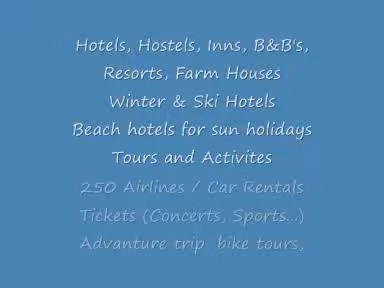 Hotels, Hostels, Inns, B&B's,
Resorts, Farm Houses
Winter & Ski Hotels
Beach hotels for sun holidays
Tours and Activites
250 Airlines / Car Rentals
Tickets (Concerts, Sports...)
Advanture trip bike tours,